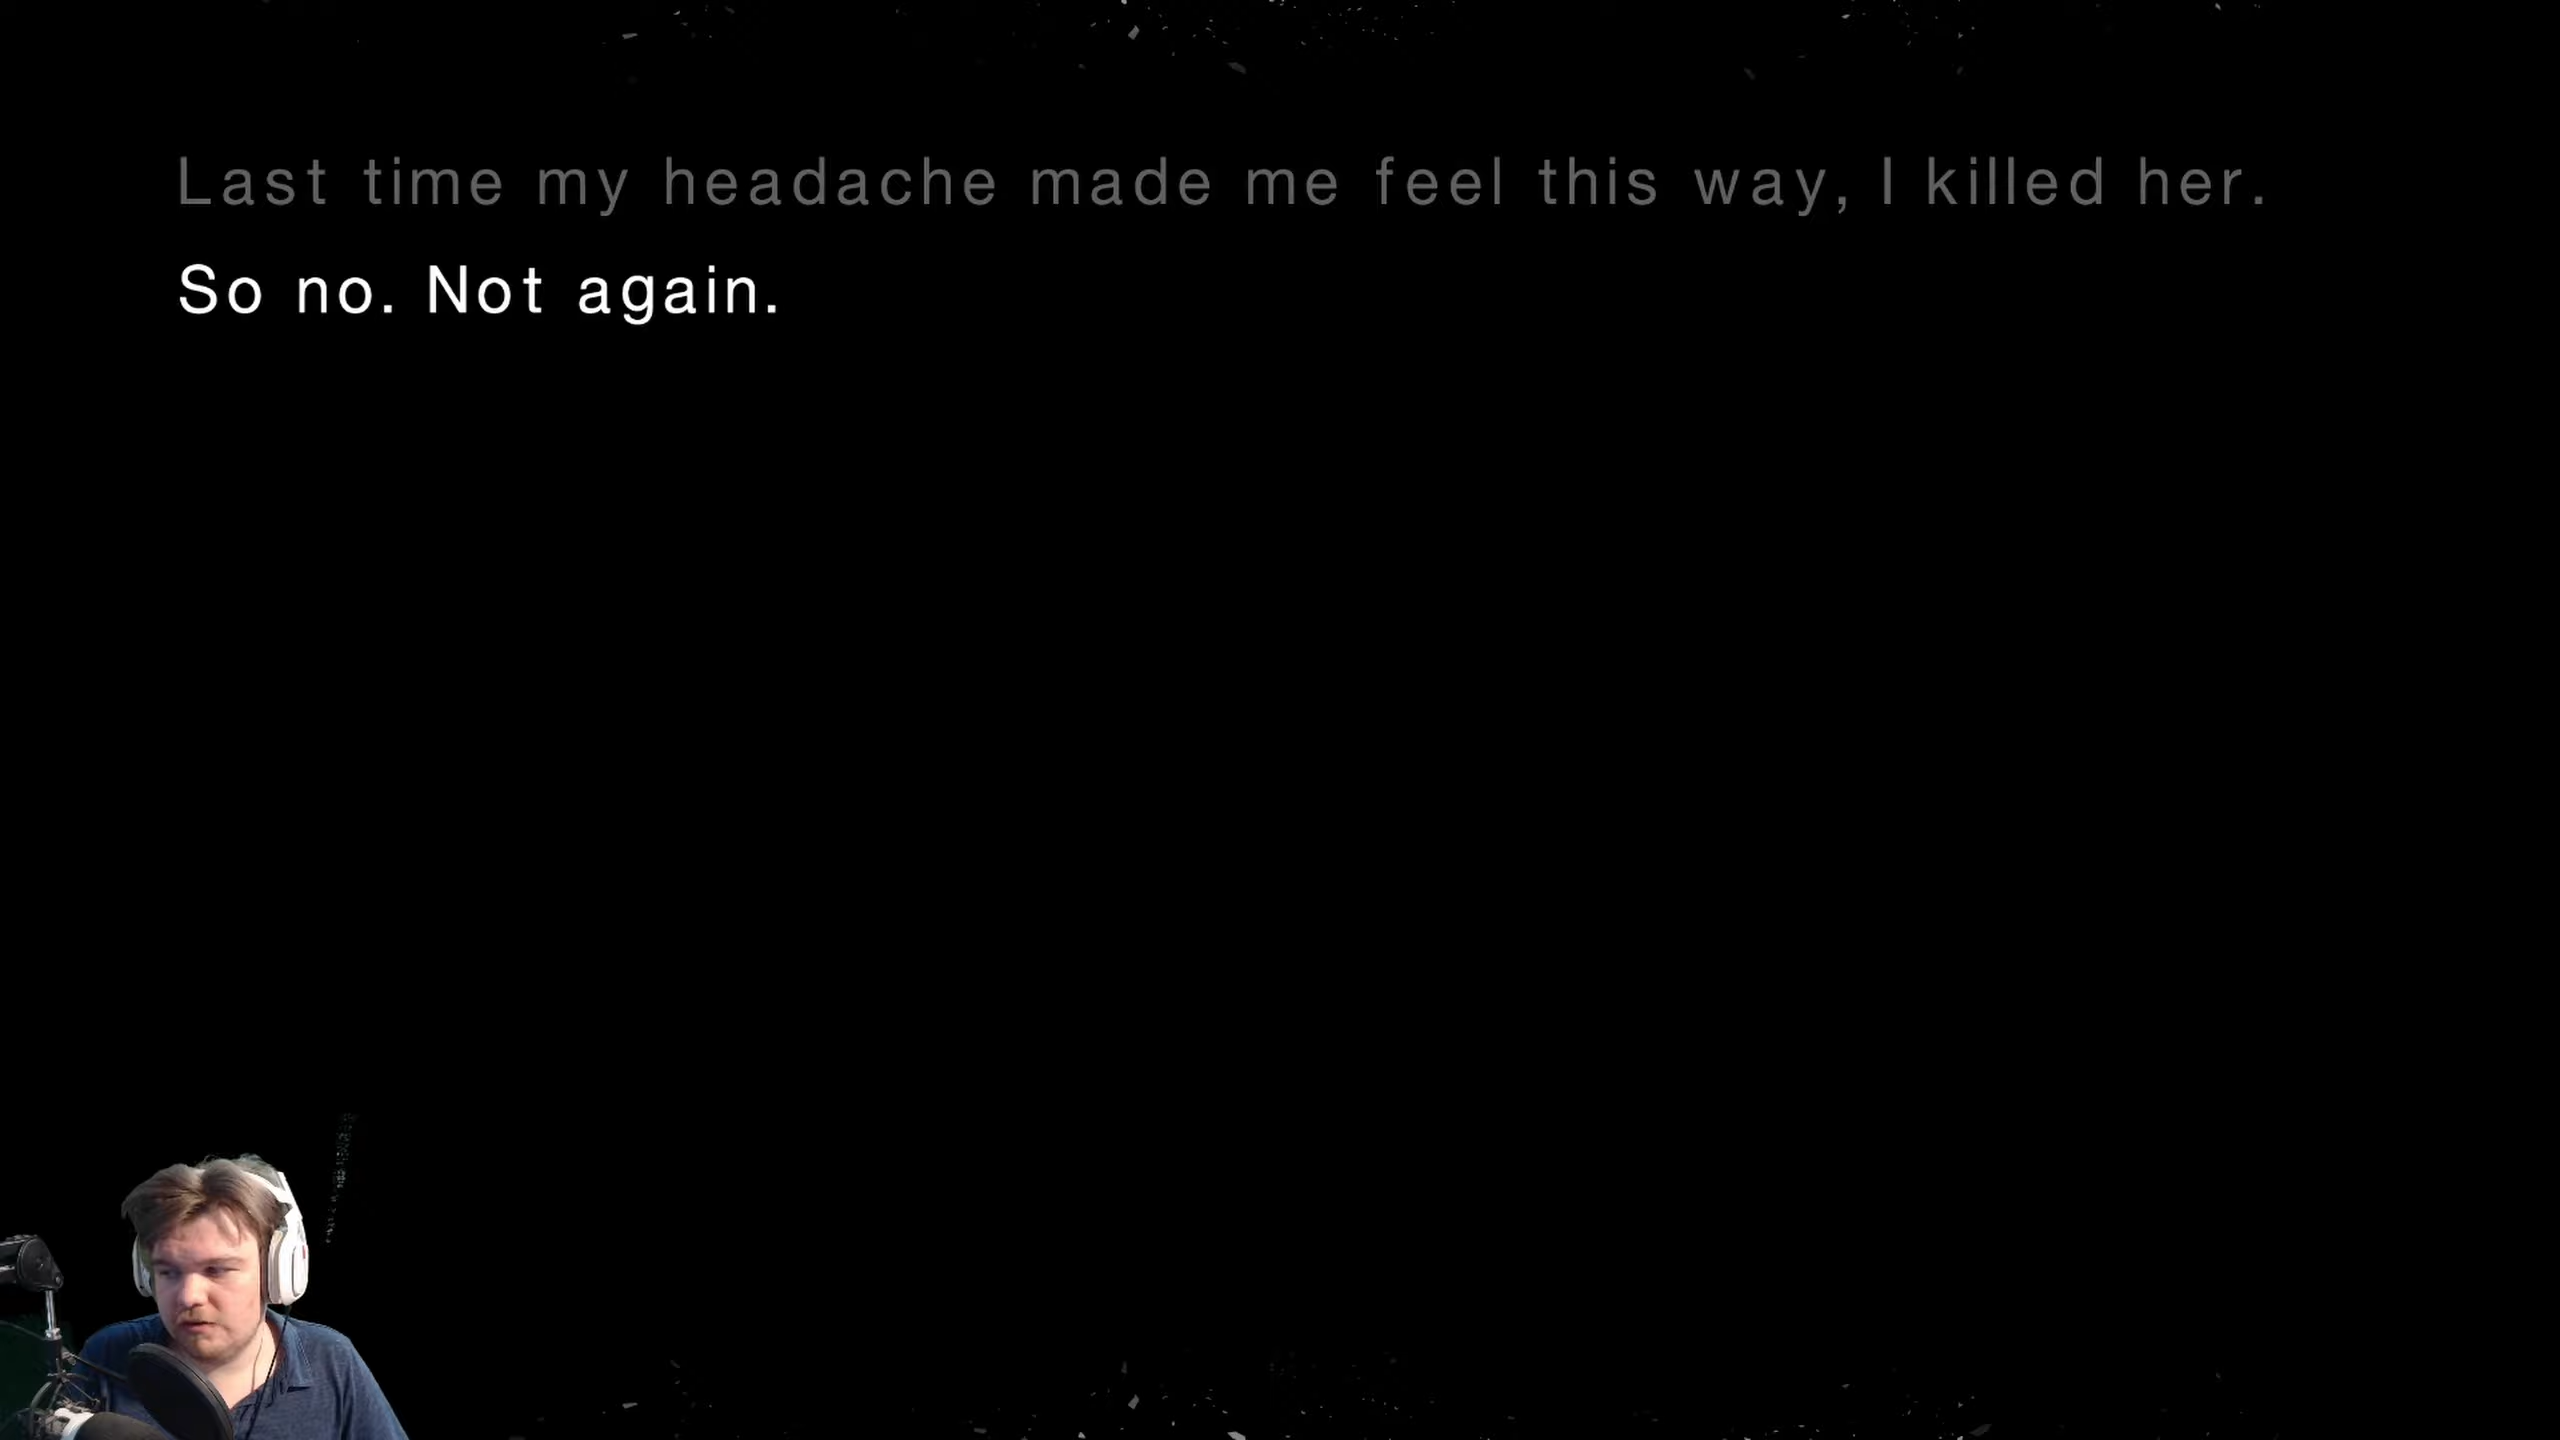 Last time my headache made me feel this way, I killed her.
So no. Not again.